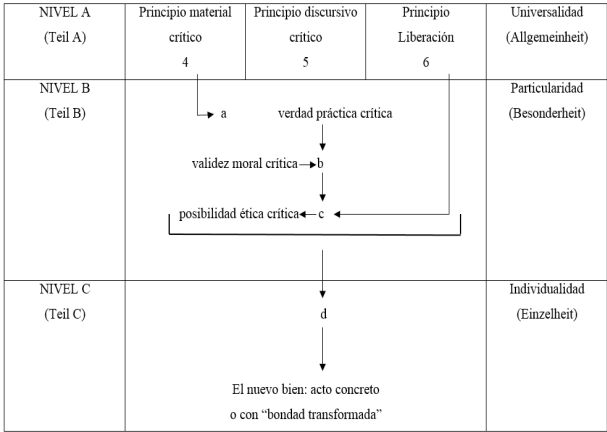 NIVEL A
(Teil A)
Principio material
crítico
4
Principio discursivo
crítico
5
Principio
Liberación
6
Universalidad
(Allgemeinheit)
NIVEL B
(Teil B)
a verdad práctica crítica
validez moral crítica b
posibilidad ética crítica c
Particularidad
(Besonderheit)
NIVEL C
(Teil C)
d
El nuevo bien: acto concreto
o con “bondad transformada”
Individualidad
(Einzelheit)